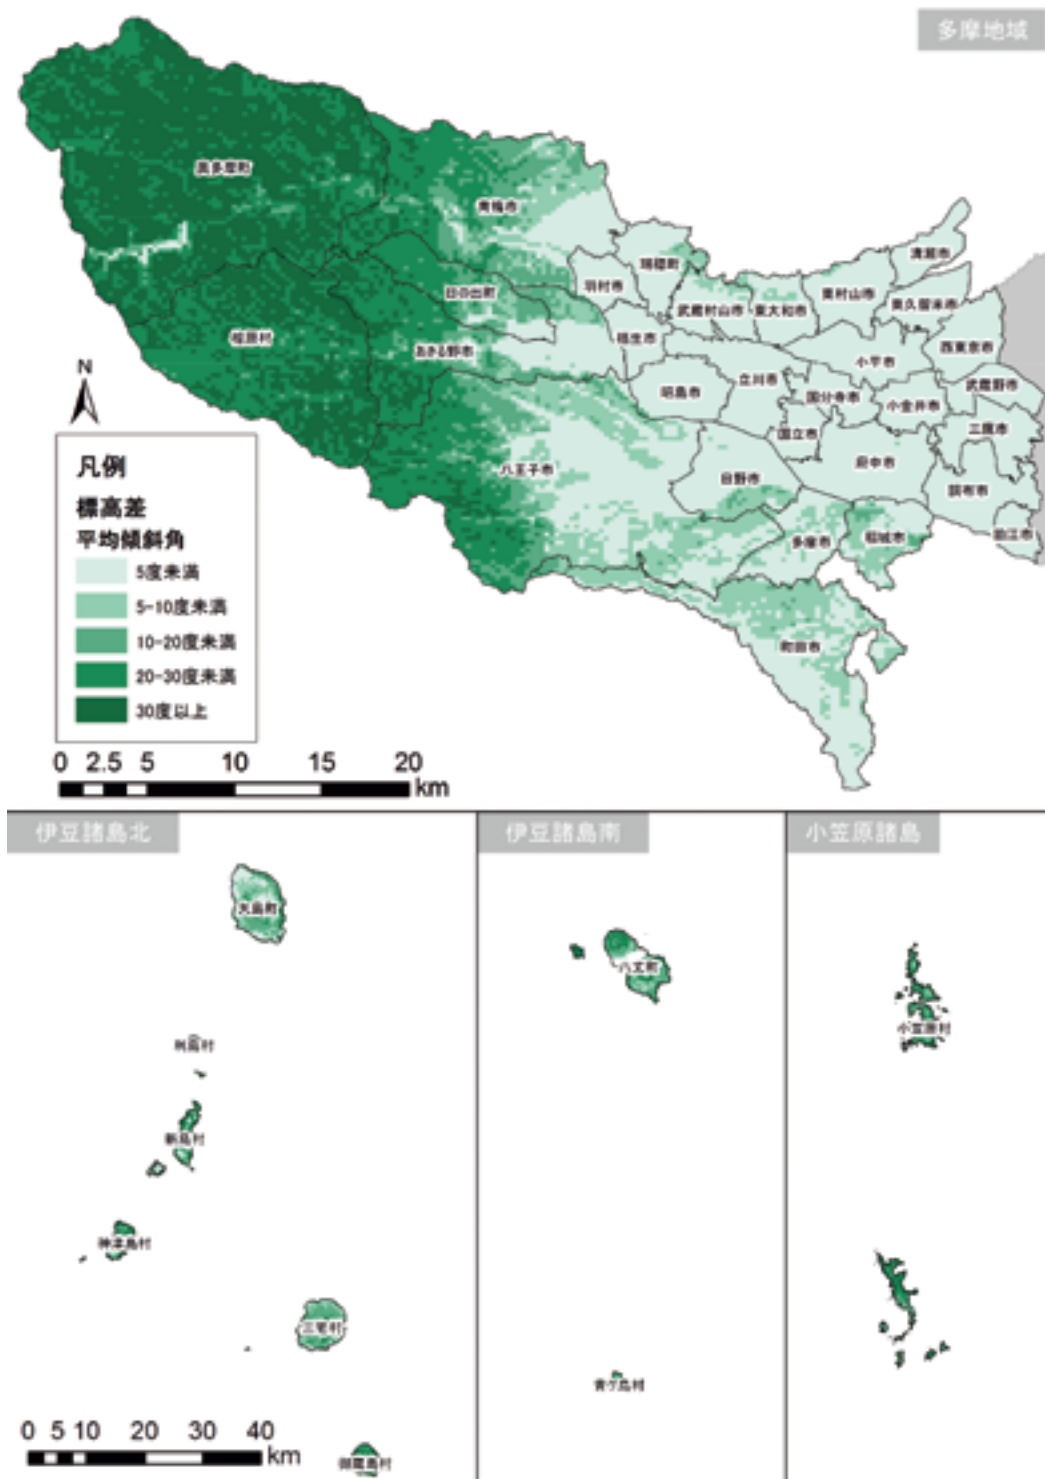 多摩地域
奥多摩町
青梅市
清瀬市
瑞穂町
羽村市
日の出町
東村山市
東久留米市
武蔵村山市
東大和市
福生市
檜原村
あきる野市
西東京市
小平市
立川市
昭島市
国分寺市
小金井市
武蔵野市
国立市
三鷹市
府中市
八王子市
日野市
調布市
多摩市
稲城市
狛江市
町田市
N
凡例
標高差
平均傾斜角
5度未満
5-10度未満
10-20度未満
20-30度未満
30度以上
0 2.5 5 10 15 20
km
伊豆諸島北
伊豆諸島南
小笠原諸島
大島町
八丈町
小笠原村
利島村
新島村
神津島村
三宅村
青ケ島村
御蔵島村
0 5 10 20 30 40
km